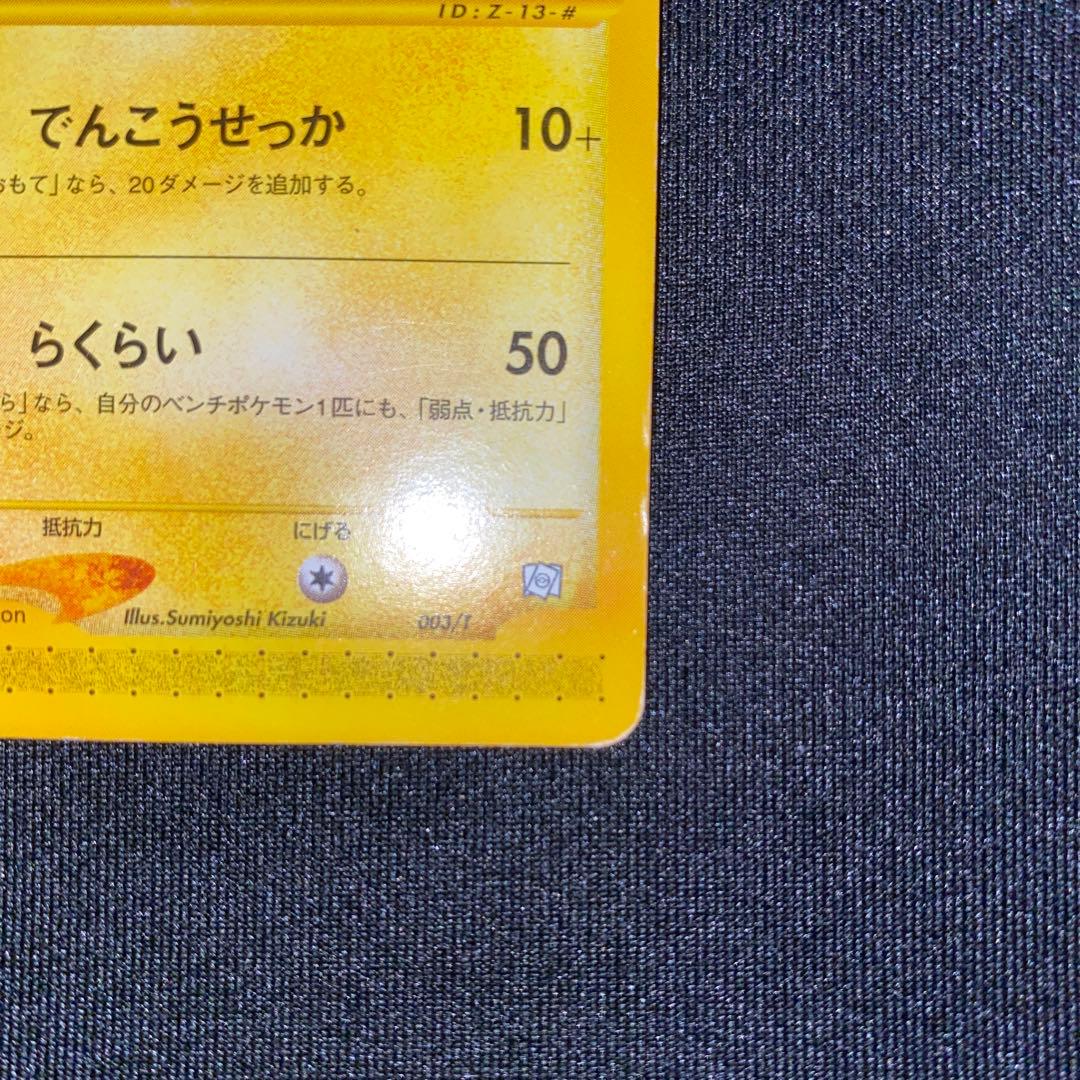 ID:Z-13-#
でんこうせっか 10+
おもて」なら、20ダメージを追加する。
らくらい 50
ら」なら、自分のベンチポケモン1匹にも、「弱点・抵抗力」
ジ。
抵抗力 にげる
on Illus.Sumiyoshi Kizuki 003/T